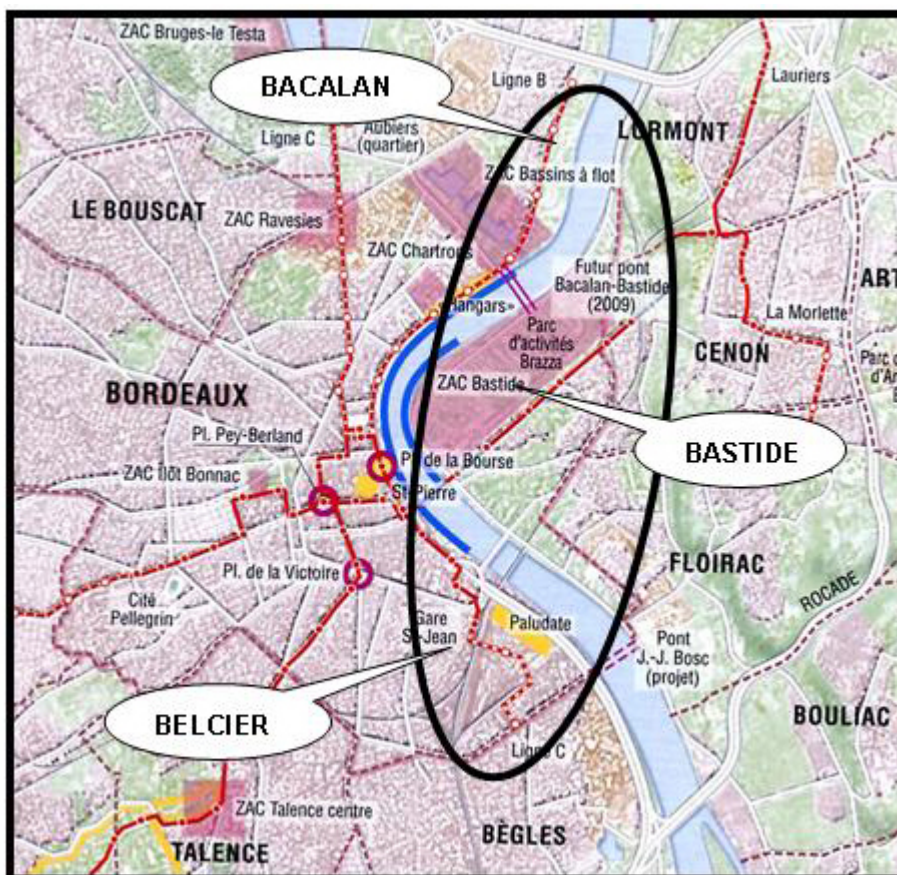 ZAC Bruges-le Testa
BACALAN
Ligne B
Lauriers
Ligne C
Aubiers
(quartier)
LORMONT
ZAC Bassins à flot
LE BOUSCAT
ZAC Ravesies
ZAC Chartrons
Futur pont
Bacalan-Bastide
(2009)
ART
Hangars
La Morlette
Parc
d'activités
Brazza
CENON
Parc d
d'Ar
ZAC Bastide
BORDEAUX
Pl. Pey-Berland
BASTIDE
Pl. de la Bourse
ZAC Îlôt Bonnac
St-Pierre
FLOIRAC
Pl. de la Victoire
ROCADE
Cité
Pellegrin
Gare
St-Jean
Paludate
Pont
J.-J. Bosc
(projet)
BELCIER
BOULIAC
Ligne C
ZAC Talence centre
BÈGLES
TALENCE